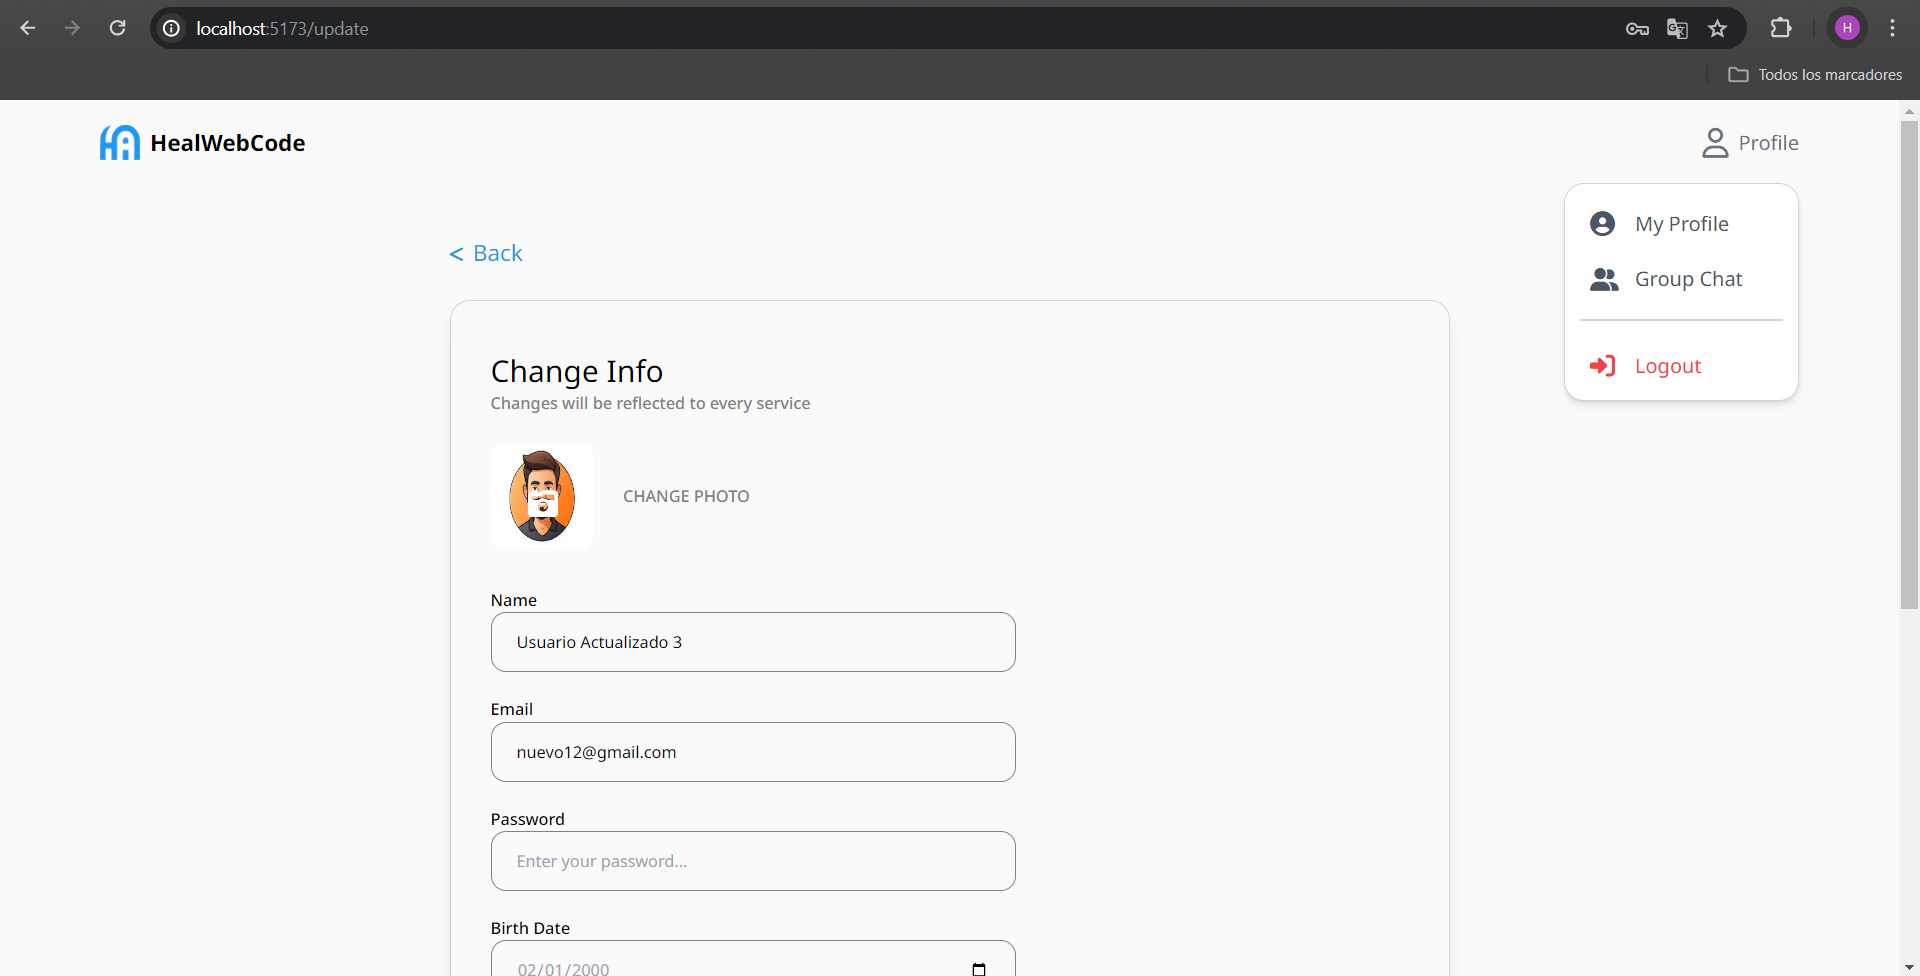 localhost:5173/update
H
Todos los marcadores
HealWebCode
Profile
My Profile
Group Chat
Logout
< Back
Change Info
Changes will be reflected to every service
CHANGE PHOTO
Name
Usuario Actualizado 3
Email
nuevo12@gmail.com
Password
Enter your password...
Birth Date
02/01/2000